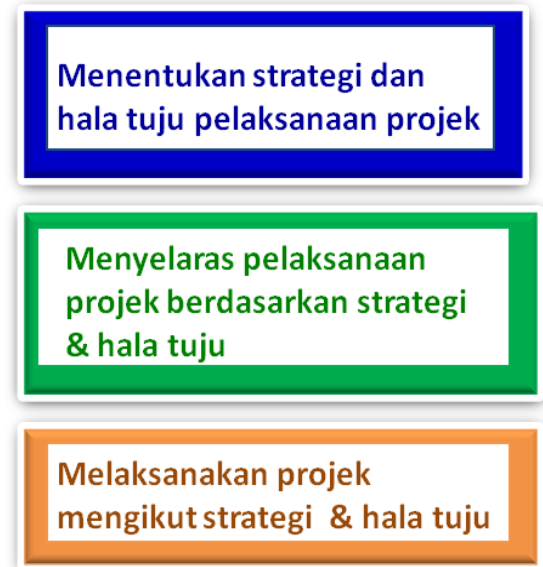 Menentukan strategi dan
hala tuju pelaksanaan projek
Menyelaras pelaksanaan
projek berdasarkan strategi
& hala tuju
Melaksanakan projek
mengikut strategi & hala tuju